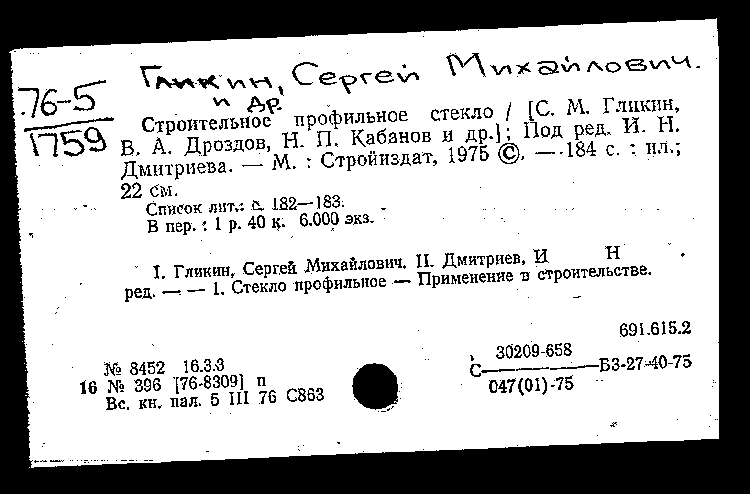 Гликин, Сергей Михайлович.
и др.
76-5
1759
Строительное профильное стекло / [С. М. Гликин,
В. А. Дроздов, Н. П. Кабанов и др.]; Под ред. И. Н.
Дмитриева. — М. : Стройиздат, 1975 ©. — 184 с. : ил.;
22 см.
Список лит.: с. 182—183.
В пер. : 1 р. 40 к. 6.000 экз.
I. Гликин, Сергей Михайлович. II. Дмитриев, И Н
ред. — — 1. Стекло профильное — Применение в строительстве.
691.615.2
№ 8452 16.3.3
16 № 396 [76-8309] п
Вс. кн. пал. 5 III 76 С863
30209-658
С————Б3-27-40-75
047(01)-75